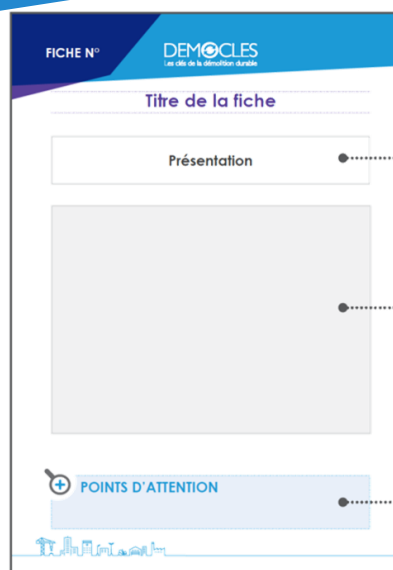 FICHE N°
DEMOCLES
Les clés de la démolition durable
Titre de la fiche
Présentation
POINTS D'ATTENTION